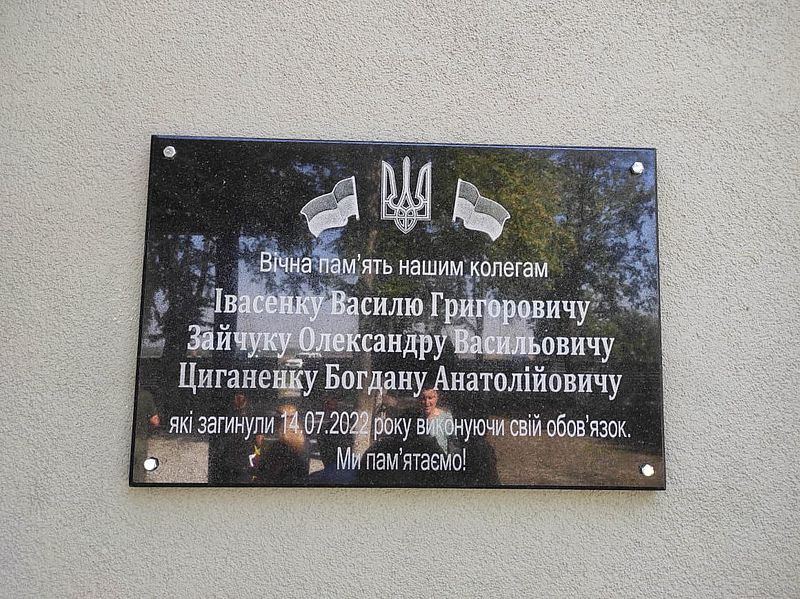 Вічна пам'ять нашим колегам
Івасенку Василю Григоровичу
Зайчуку Олександру Васильовичу
Циганенку Богдану Анатолійовичу
які загинули 14.07.2022 року виконуючи свій обов'язок.
Ми пам'ятаємо!